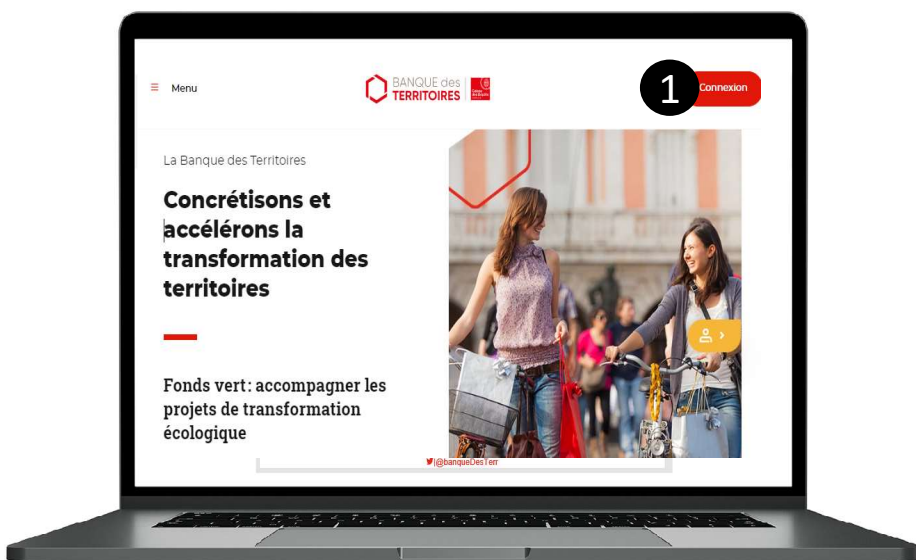 Menu
BANQUE des
TERRITOIRES
1
Connexion
La Banque des Territoires
Concrétisons et
accélérons la
transformation des
territoires
Fonds vert: accompagner les
projets de transformation
écologique
|@banqueDesTerr